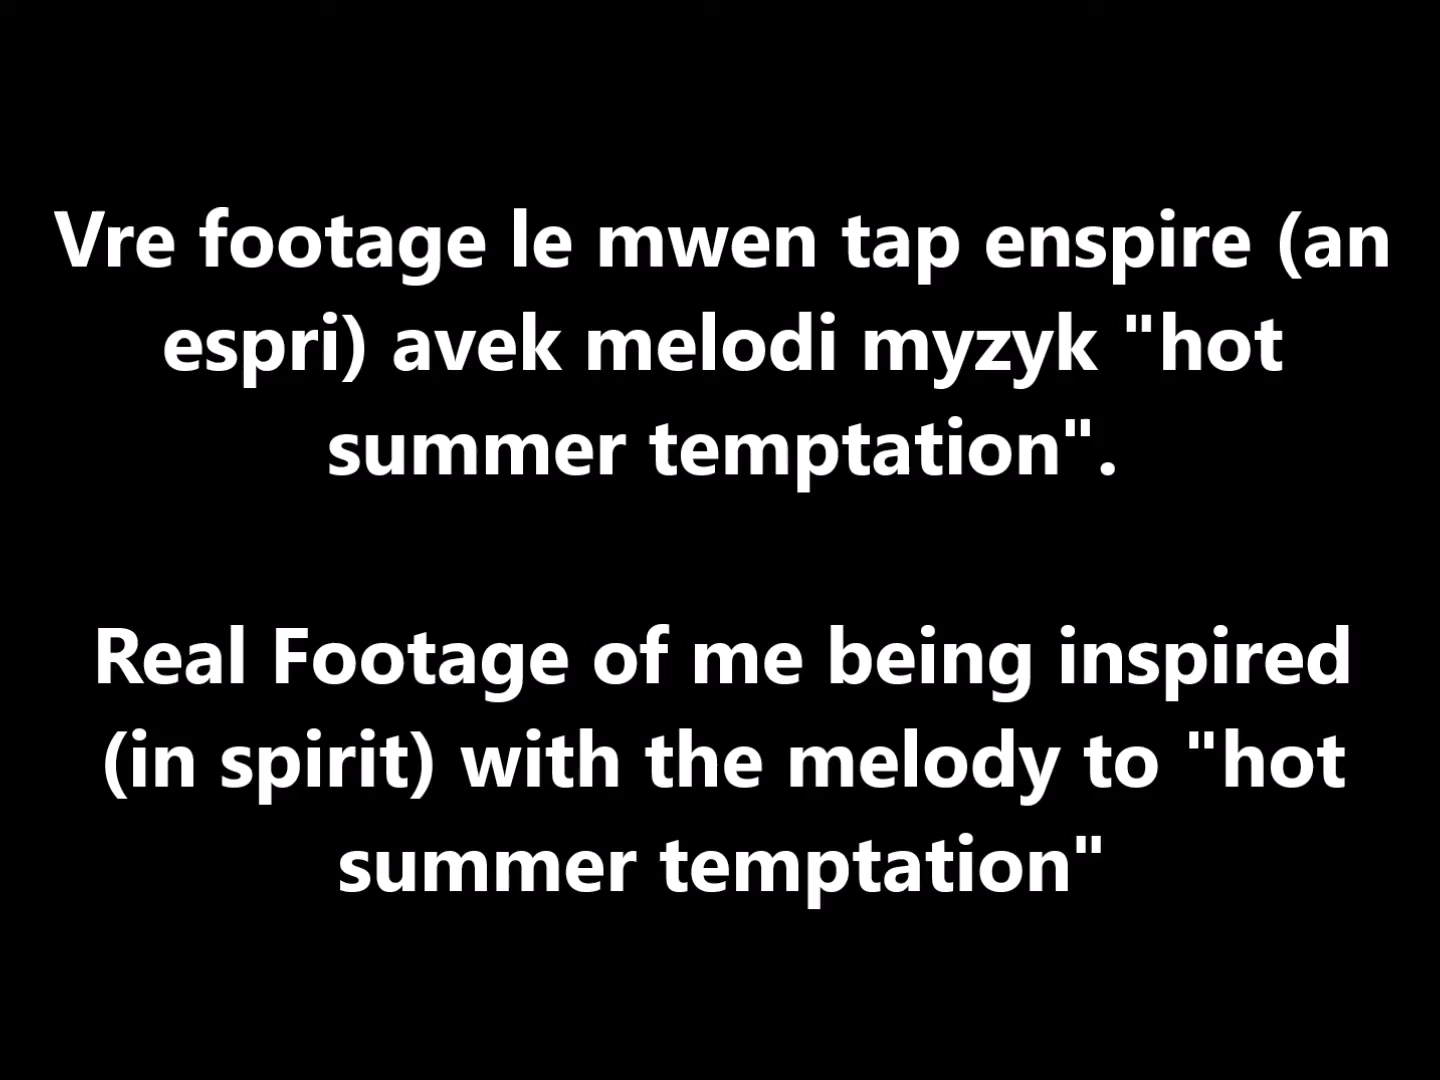 Vre footage le mwen tap enspire (an
espri) avek melodi myzyk "hot
summer temptation".
Real Footage of me being inspired
(in spirit) with the melody to "hot
summer temptation"